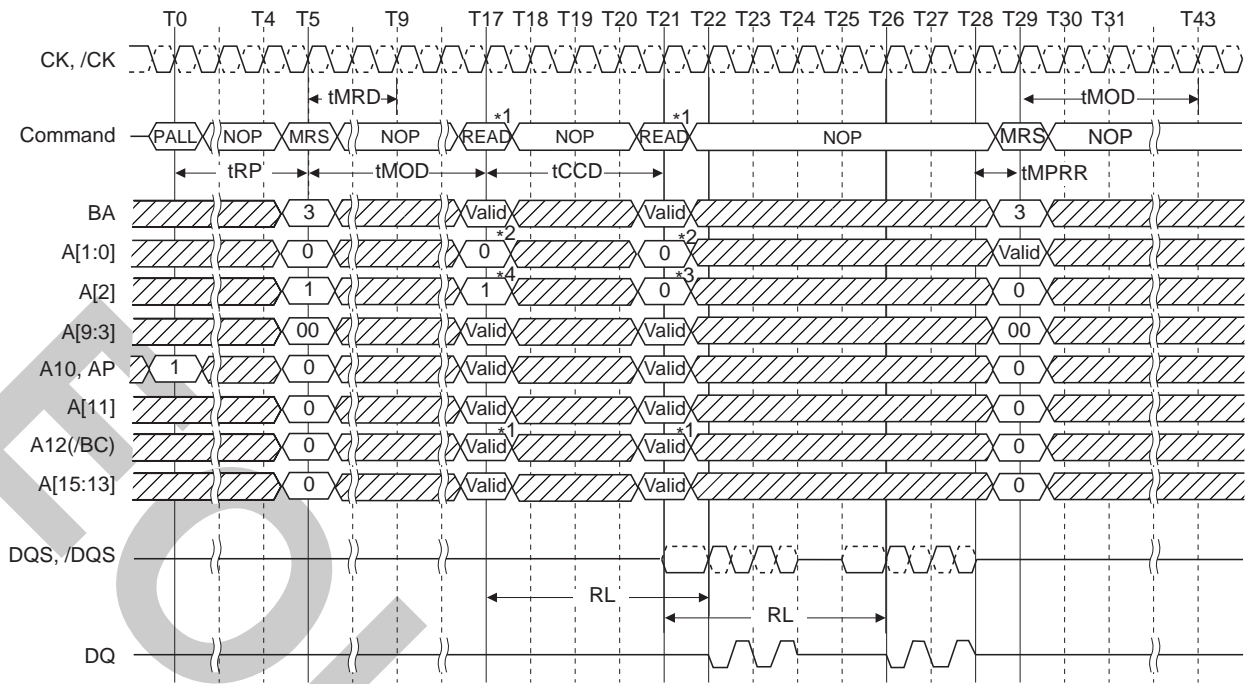 T0 T4 T5 T9 T17 T18 T19 T20 T21 T22 T23 T24 T25 T26 T27 T28 T29 T30 T31 T43
CK, /CK
tMRD tMOD
*1 *1
Command PALL NOP MRS NOP READ NOP READ NOP MRS NOP
tRP tMOD tCCD tMPRR
BA 3 Valid Valid 3
*2 *2
A[1:0] 0 0 0 Valid
*4 *3
A[2] 1 1 0 0
A[9:3] 00 Valid Valid 00
A10, AP 1 0 Valid Valid 0
A[11] 0 Valid Valid 0
*1 *1
A12(/BC) 0 Valid Valid 0
A[15:13] 0 Valid Valid 0
DQS, /DQS
RL
RL
DQ